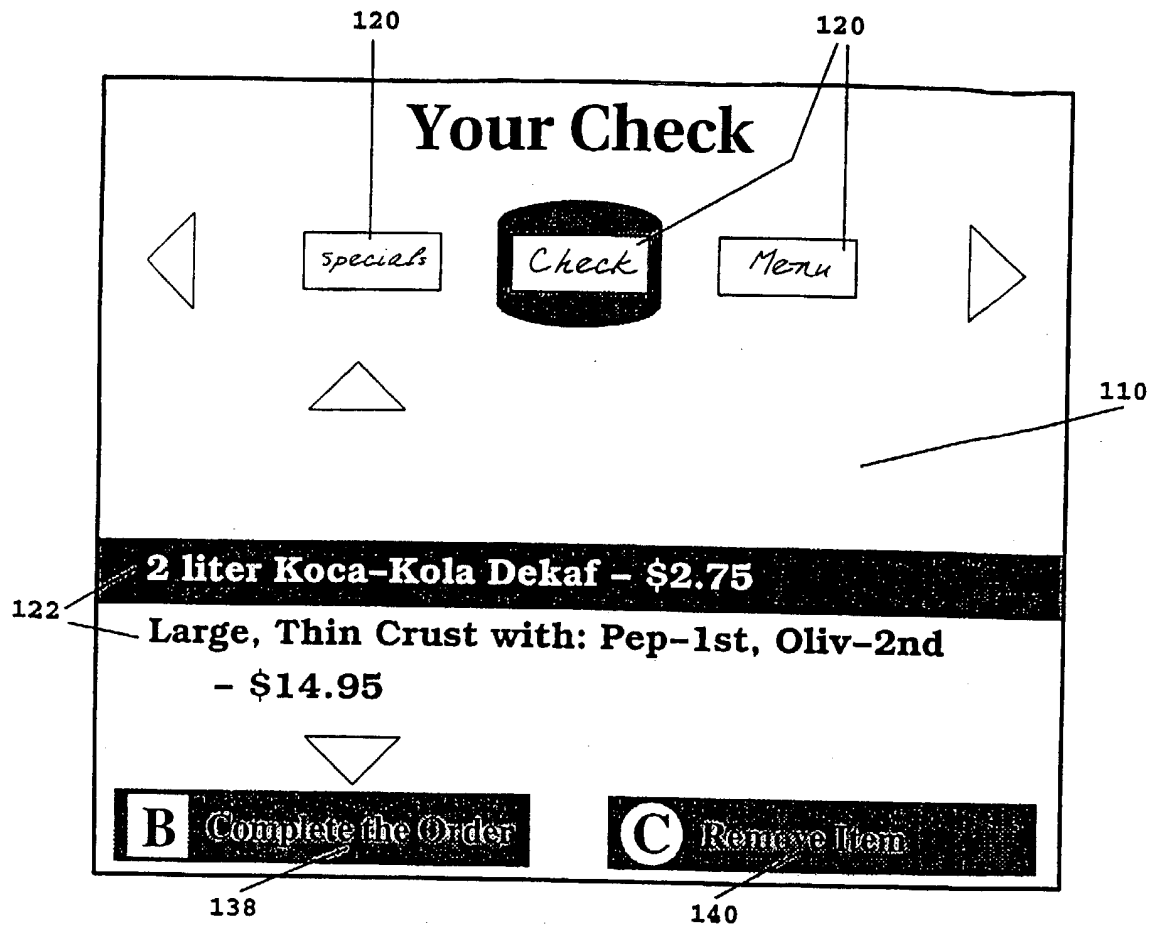 120 120
Your Check
Specials Check Menu
110
2 liter Koca-Kola Dekaf - $2.75
122
Large, Thin Crust with: Pep-1st, Oliv-2nd
- $14.95
B Complete the Order C Remove Item
138 140